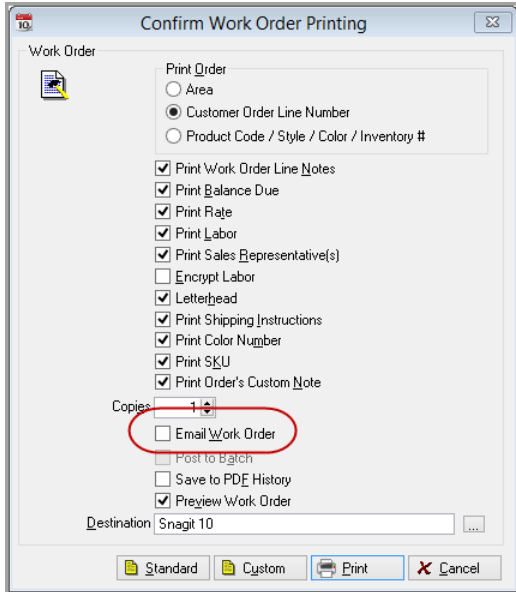 Confirm Work Order Printing
Work Order
Print Order
Area
Customer Order Line Number
Product Code / Style / Color / Inventory #
Print Work Order Line Notes
Print Balance Due
Print Rate
Print Labor
Print Sales Representative(s)
Encrypt Labor
Letterhead
Print Shipping Instructions
Print Color Number
Print SKU
Print Order's Custom Note
Copies 1
Email Work Order
Post to Batch
Save to PDF History
Preview Work Order
Destination Snagit 10 ...
Standard Custom Print Cancel